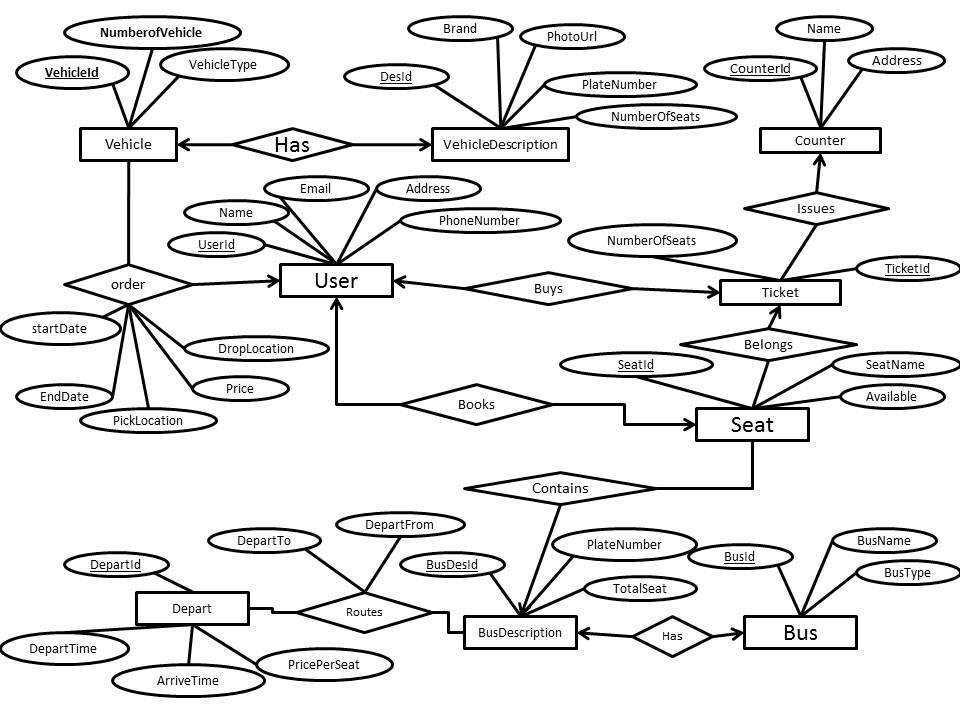 NumberofVehicle
VehicleId
VehicleType
Vehicle
Has
Brand
PhotoUrl
DesId
PlateNumber
NumberOfSeats
VehicleDescription
Name
CounterId
Address
Counter
Issues
Email
Address
Name
PhoneNumber
UserId
User
order
Buys
NumberOfSeats
TicketId
Ticket
startDate
DropLocation
EndDate
Price
PickLocation
Belongs
SeatId
SeatName
Available
Books
Seat
Contains
DepartFrom
DepartTo
DepartId
Depart
Routes
DepartTime
ArriveTime
PricePerSeat
BusDesId
PlateNumber
TotalSeat
BusDescription
Has
BusId
BusName
BusType
Bus